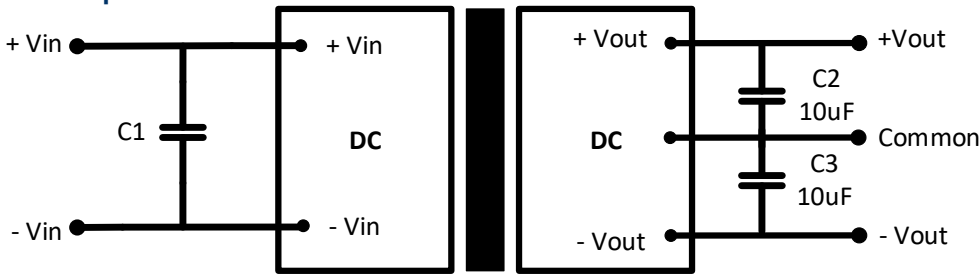 + Vin
+ Vin
C1
DC
- Vin
- Vin
+ Vout
+Vout
C2
10uF
DC
Common
C3
10uF
- Vout
- Vout